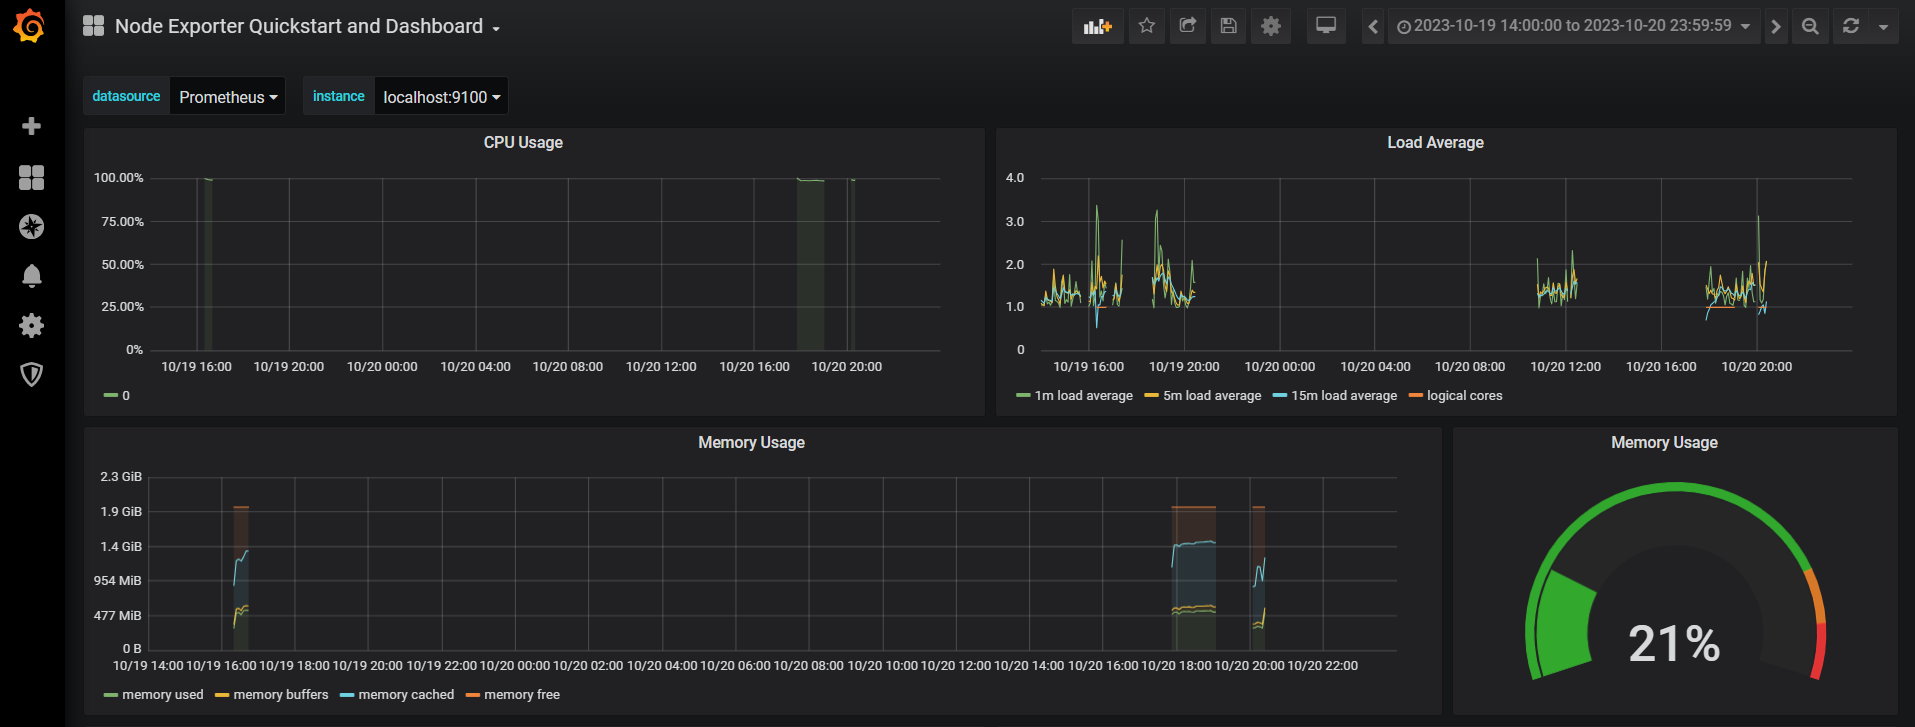 Node Exporter Quickstart and Dashboard
2023-10-19 14:00:00 to 2023-10-20 23:59:59
datasource Prometheus instance localhost:9100
CPU Usage
100.00%
75.00%
50.00%
25.00%
0%
10/19 16:00 10/19 20:00 10/20 00:00 10/20 04:00 10/20 08:00 10/20 12:00 10/20 16:00 10/20 20:00
0
Load Average
4.0
3.0
2.0
1.0
0
10/19 16:00 10/19 20:00 10/20 00:00 10/20 04:00 10/20 08:00 10/20 12:00 10/20 16:00 10/20 20:00
1m load average 5m load average 15m load average logical cores
Memory Usage
2.3 GiB
1.9 GiB
1.4 GiB
954 MiB
477 MiB
0 B
10/19 14:00 10/19 16:00 10/19 18:00 10/19 20:00 10/19 22:00 10/20 00:00 10/20 02:00 10/20 04:00 10/20 06:00 10/20 08:00 10/20 10:00 10/20 12:00 10/20 14:00 10/20 16:00 10/20 18:00 10/20 20:00 10/20 22:00
memory used memory buffers memory cached memory free
Memory Usage
21%